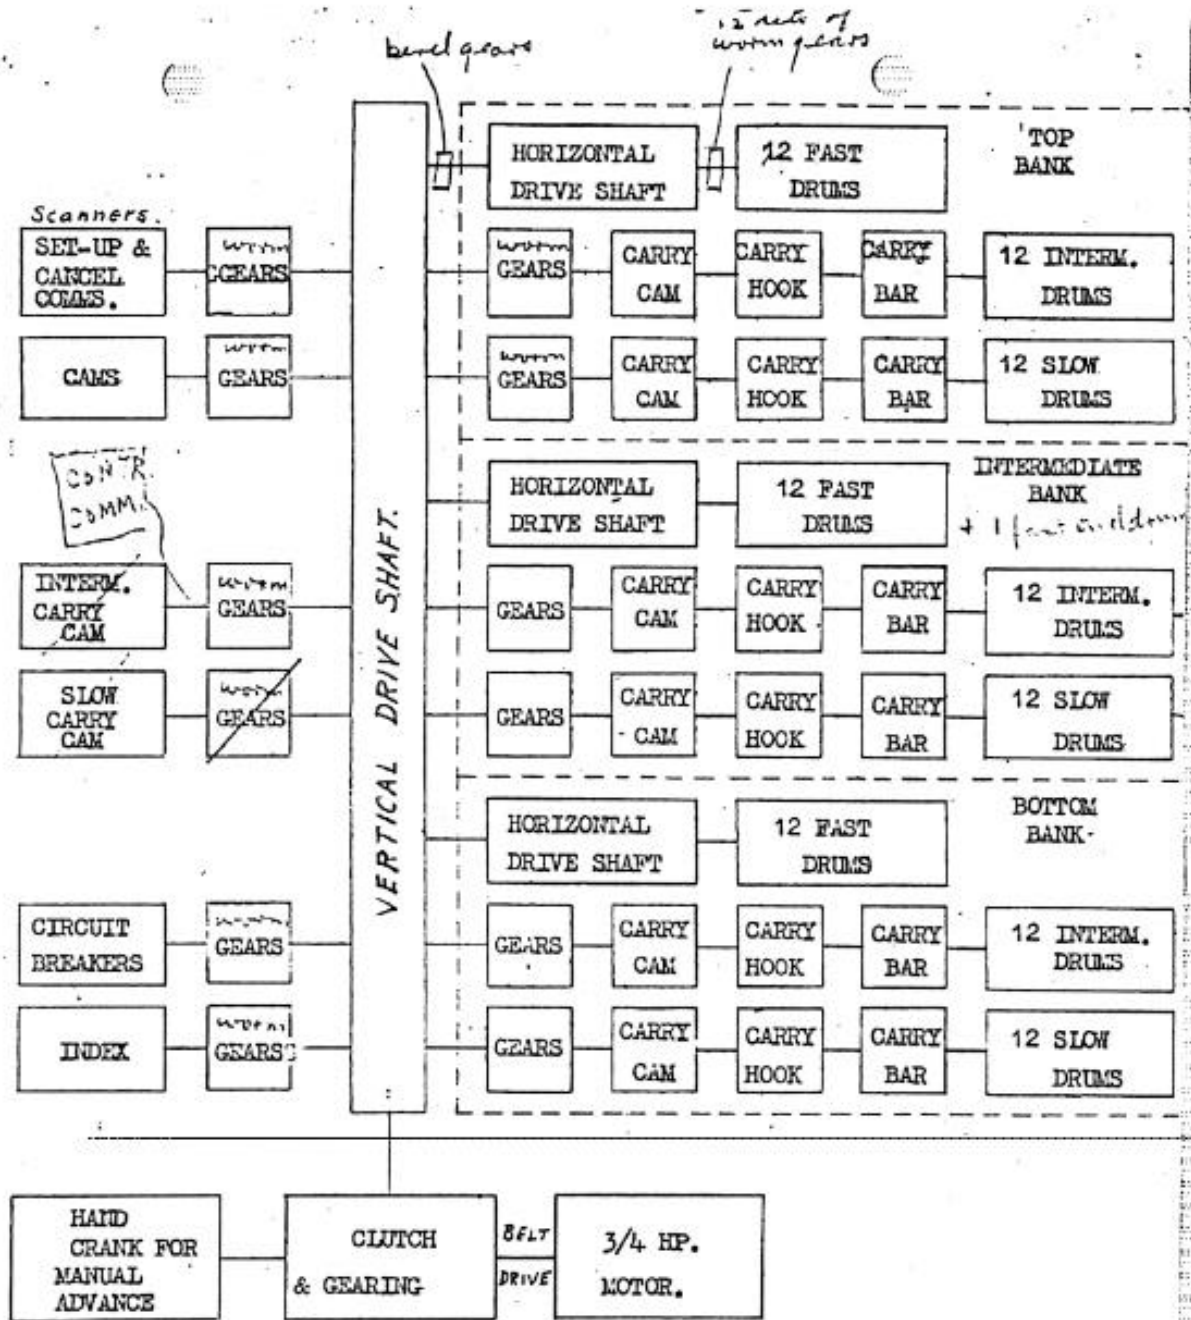 bevel gears
12 sets of
worm gears
HORIZONTAL
DRIVE SHAFT
12 FAST
DRUMS
TOP
BANK
Scanners.
SET-UP &
CANCEL
COMMS.
worm
GEARS
worm
GEARS
CARRY
CAM
CARRY
HOOK
CARRY
BAR
12 INTERM.
DRUMS
CAMS
worm
GEARS
worm
GEARS
CARRY
CAM
CARRY
HOOK
CARRY
BAR
12 SLOW
DRUMS
CONTR.
COMM.
VERTICAL DRIVE SHAFT.
HORIZONTAL
DRIVE SHAFT
12 FAST
DRUMS
INTERMEDIATE
BANK
+ 1 fast
INTERM.
CARRY
CAM
worm
GEARS
GEARS
CARRY
CAM
CARRY
HOOK
CARRY
BAR
12 INTERM.
DRUMS
SLOW
CARRY
CAM
worm
GEARS
GEARS
CARRY
CAM
CARRY
HOOK
CARRY
BAR
12 SLOW
DRUMS
HORIZONTAL
DRIVE SHAFT
12 FAST
DRUMS
BOTTOM
BANK
CIRCUIT
BREAKERS
worm
GEARS
GEARS
CARRY
CAM
CARRY
HOOK
CARRY
BAR
12 INTERM.
DRUMS
INDEX
worm
GEARS
GEARS
CARRY
CAM
CARRY
HOOK
CARRY
BAR
12 SLOW
DRUMS
HAND
CRANK FOR
MANUAL
ADVANCE
CLUTCH
& GEARING
BELT
DRIVE
3/4 HP.
MOTOR.